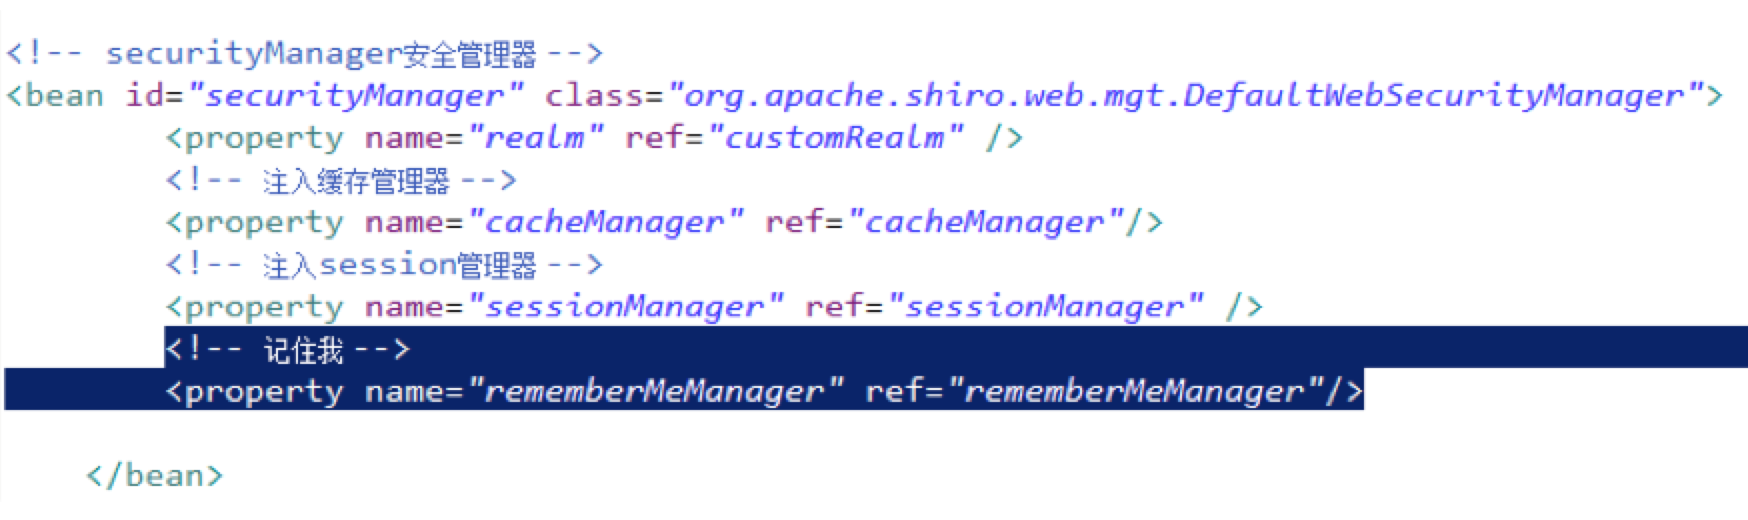 <!-- securityManager安全管理器 -->
<bean id="securityManager" class="org.apache.shiro.web.mgt.DefaultWebSecurityManager">
<property name="realm" ref="customRealm" />
<!-- 注入缓存管理器 -->
<property name="cacheManager" ref="cacheManager"/>
<!-- 注入session管理器 -->
<property name="sessionManager" ref="sessionManager" />
<!-- 记住我 -->
<property name="rememberMeManager" ref="rememberMeManager"/>
</bean>